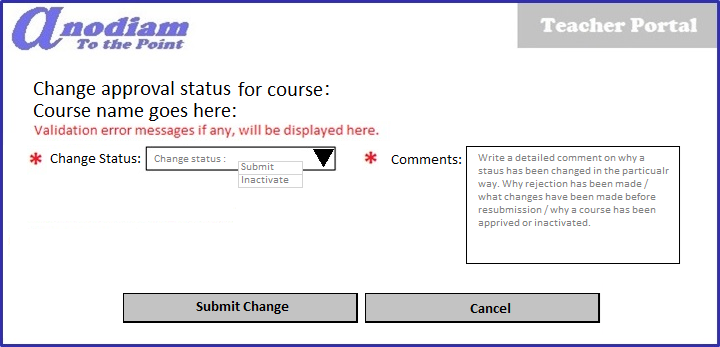 anodiam
To the Point
Teacher Portal
Change approval status for course:
Course name goes here:
Validation error messages if any, will be displayed here.
* Change Status:
Change status :
Submit
Inactivate
* Comments:
Write a detailed comment on why a
staus has been changed in the particualr
way. Why rejection has been made /
what changes have been made before
resubmission / why a course has been
apprived or inactivated.
Submit Change
Cancel